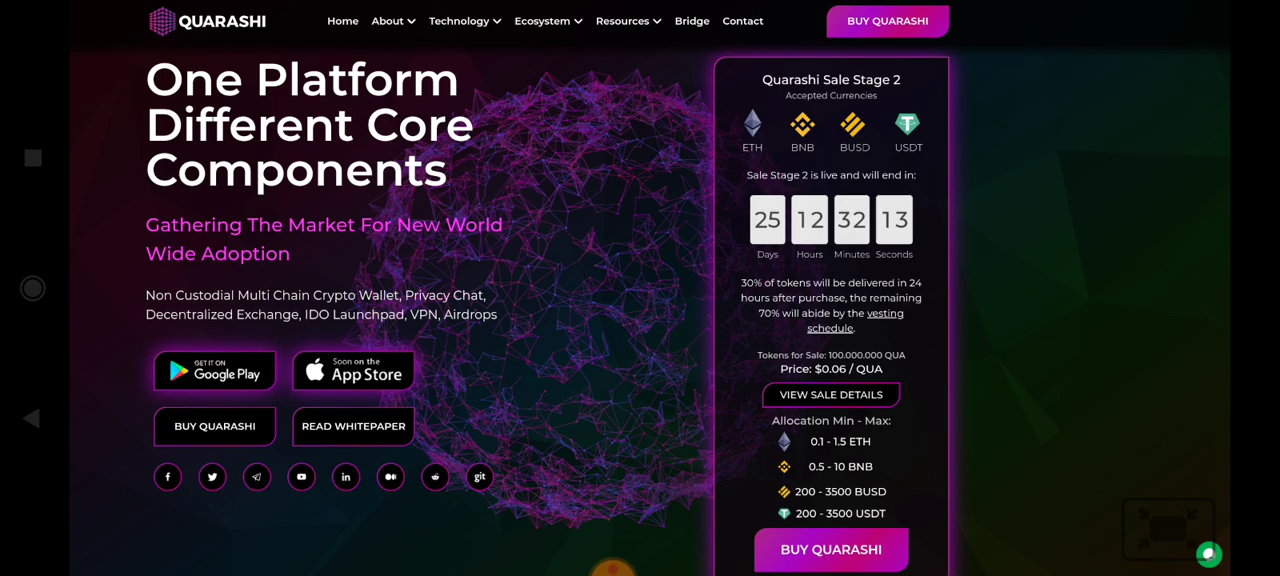 QUARASHI
Home About Technology Ecosystem Resources Bridge Contact
BUY QUARASHI
One Platform
Different Core
Components
Gathering The Market For New World
Wide Adoption
Non Custodial Multi Chain Crypto Wallet, Privacy Chat,
Decentralized Exchange, IDO Launchpad, VPN, Airdrops
GET IT ON
Google Play
Soon on the
App Store
BUY QUARASHI
READ WHITEPAPER
git
Quarashi Sale Stage 2
Accepted Currencies
ETH BNB BUSD USDT
Sale Stage 2 is live and will end in:
25 12 32 13
Days Hours Minutes Seconds
30% of tokens will be delivered in 24
hours after purchase, the remaining
70% will abide by the vesting
schedule.
Tokens for Sale: 100.000.000 QUA
Price: $0.06 / QUA
VIEW SALE DETAILS
Allocation Min - Max:
0.1 - 1.5 ETH
0.5 - 10 BNB
200 - 3500 BUSD
200 - 3500 USDT
BUY QUARASHI